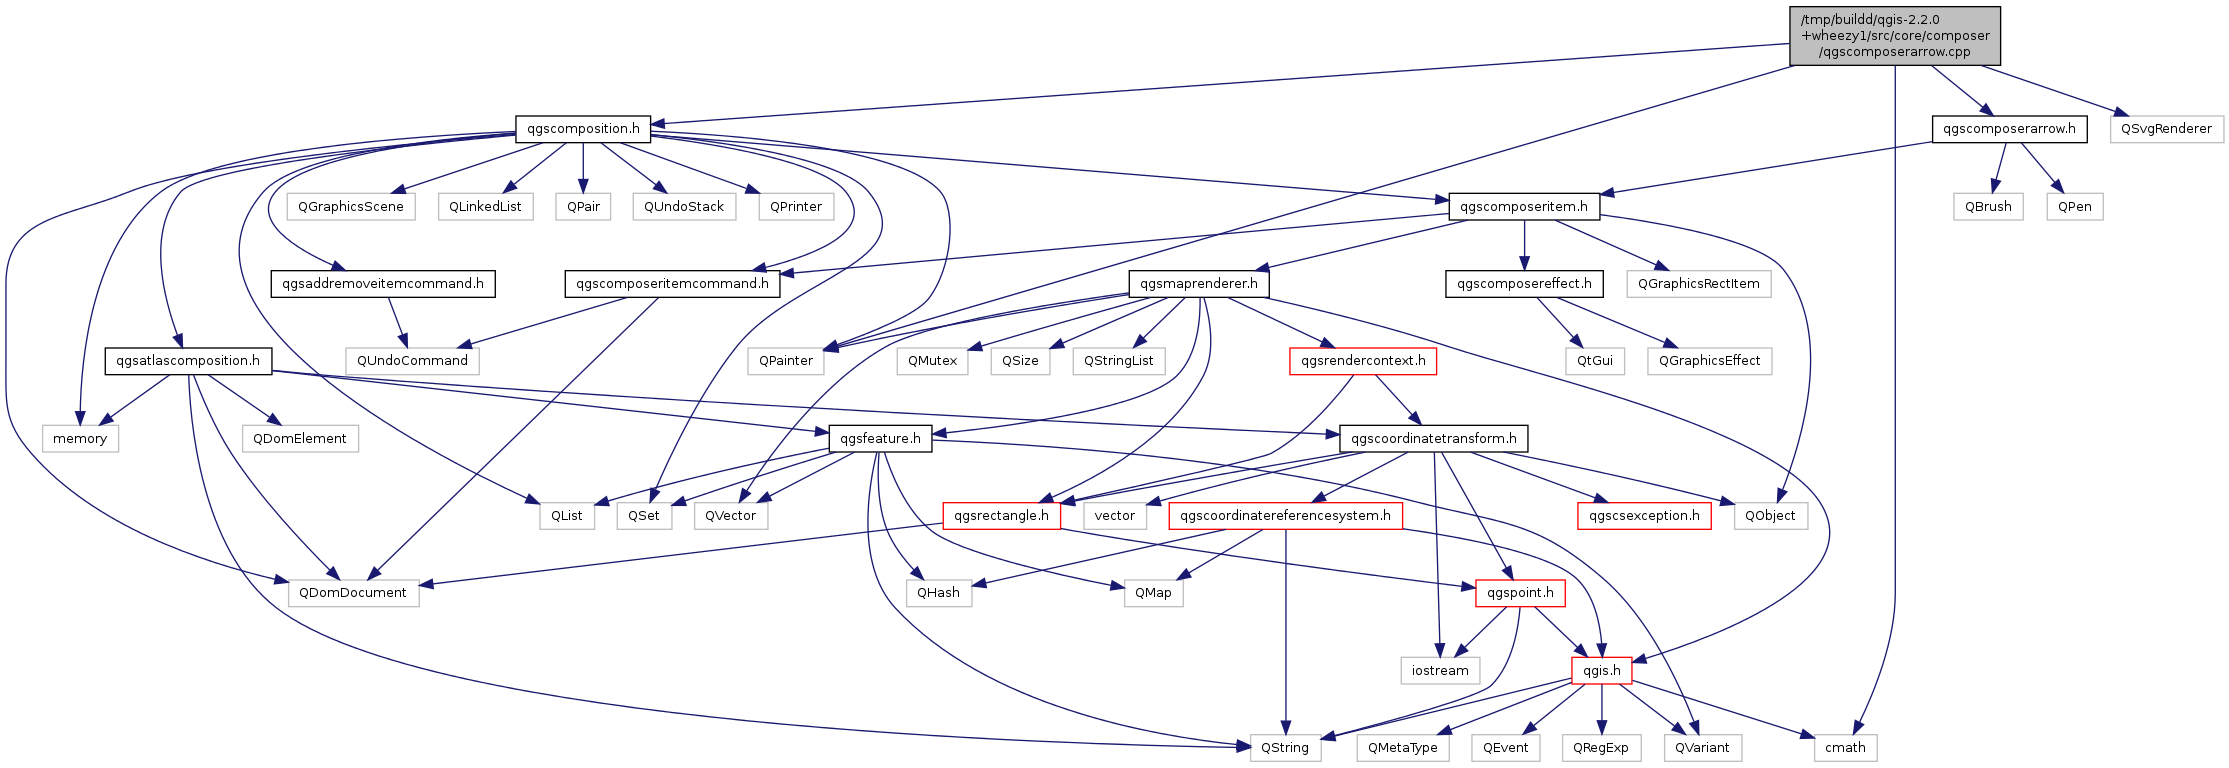 /tmp/buildd/qgis-2.2.0
+wheezy1/src/core/composer
/qgscomposerarrow.cpp
qgscomposition.h
qgscomposerarrow.h
QSvgRenderer
QGraphicsScene
QLinkedList
QPair
QUndoStack
QPrinter
qgscomposeritem.h
QBrush
QPen
qgsaddremoveitemcommand.h
qgscomposeritemcommand.h
qgsmaprenderer.h
qgscomposereffect.h
QGraphicsRectItem
qgsatlascomposition.h
QUndoCommand
QPainter
QMutex
QSize
QStringList
qgsrendercontext.h
QtGui
QGraphicsEffect
memory
QDomElement
qgsfeature.h
qgscoordinatetransform.h
QList
QSet
QVector
qgsrectangle.h
vector
qgscoordinatereferencesystem.h
qgscsexception.h
QObject
QDomDocument
QHash
QMap
qgspoint.h
iostream
qgis.h
QString
QMetaType
QEvent
QRegExp
QVariant
cmath